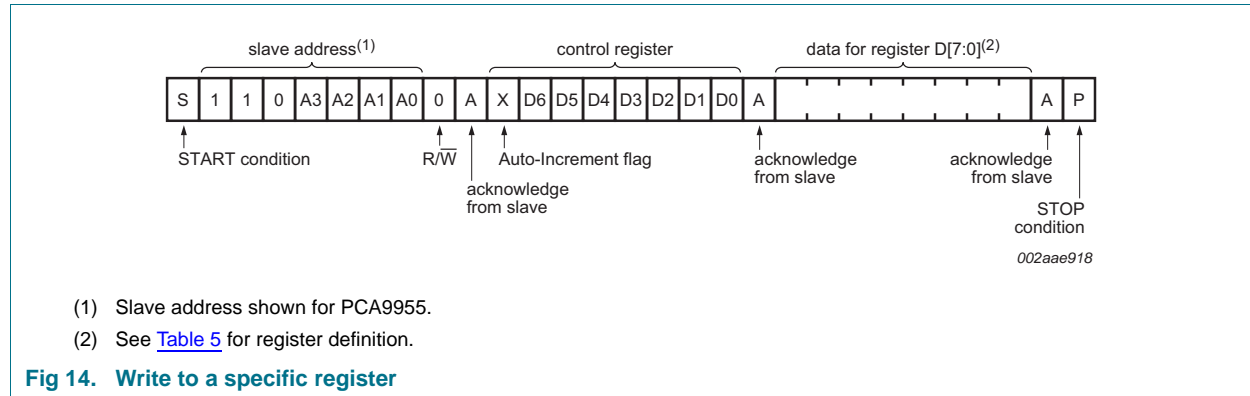 slave address(1) control register data for register D[7:0](2)
S 1 1 0 A3 A2 A1 A0 0 A X D6 D5 D4 D3 D2 D1 D0 A A P
START condition R/W̅ Auto-Increment flag acknowledge from slave acknowledge from slave
acknowledge from slave STOP condition
002aae918
(1) Slave address shown for PCA9955.
(2) See Table 5 for register definition.
Fig 14. Write to a specific register